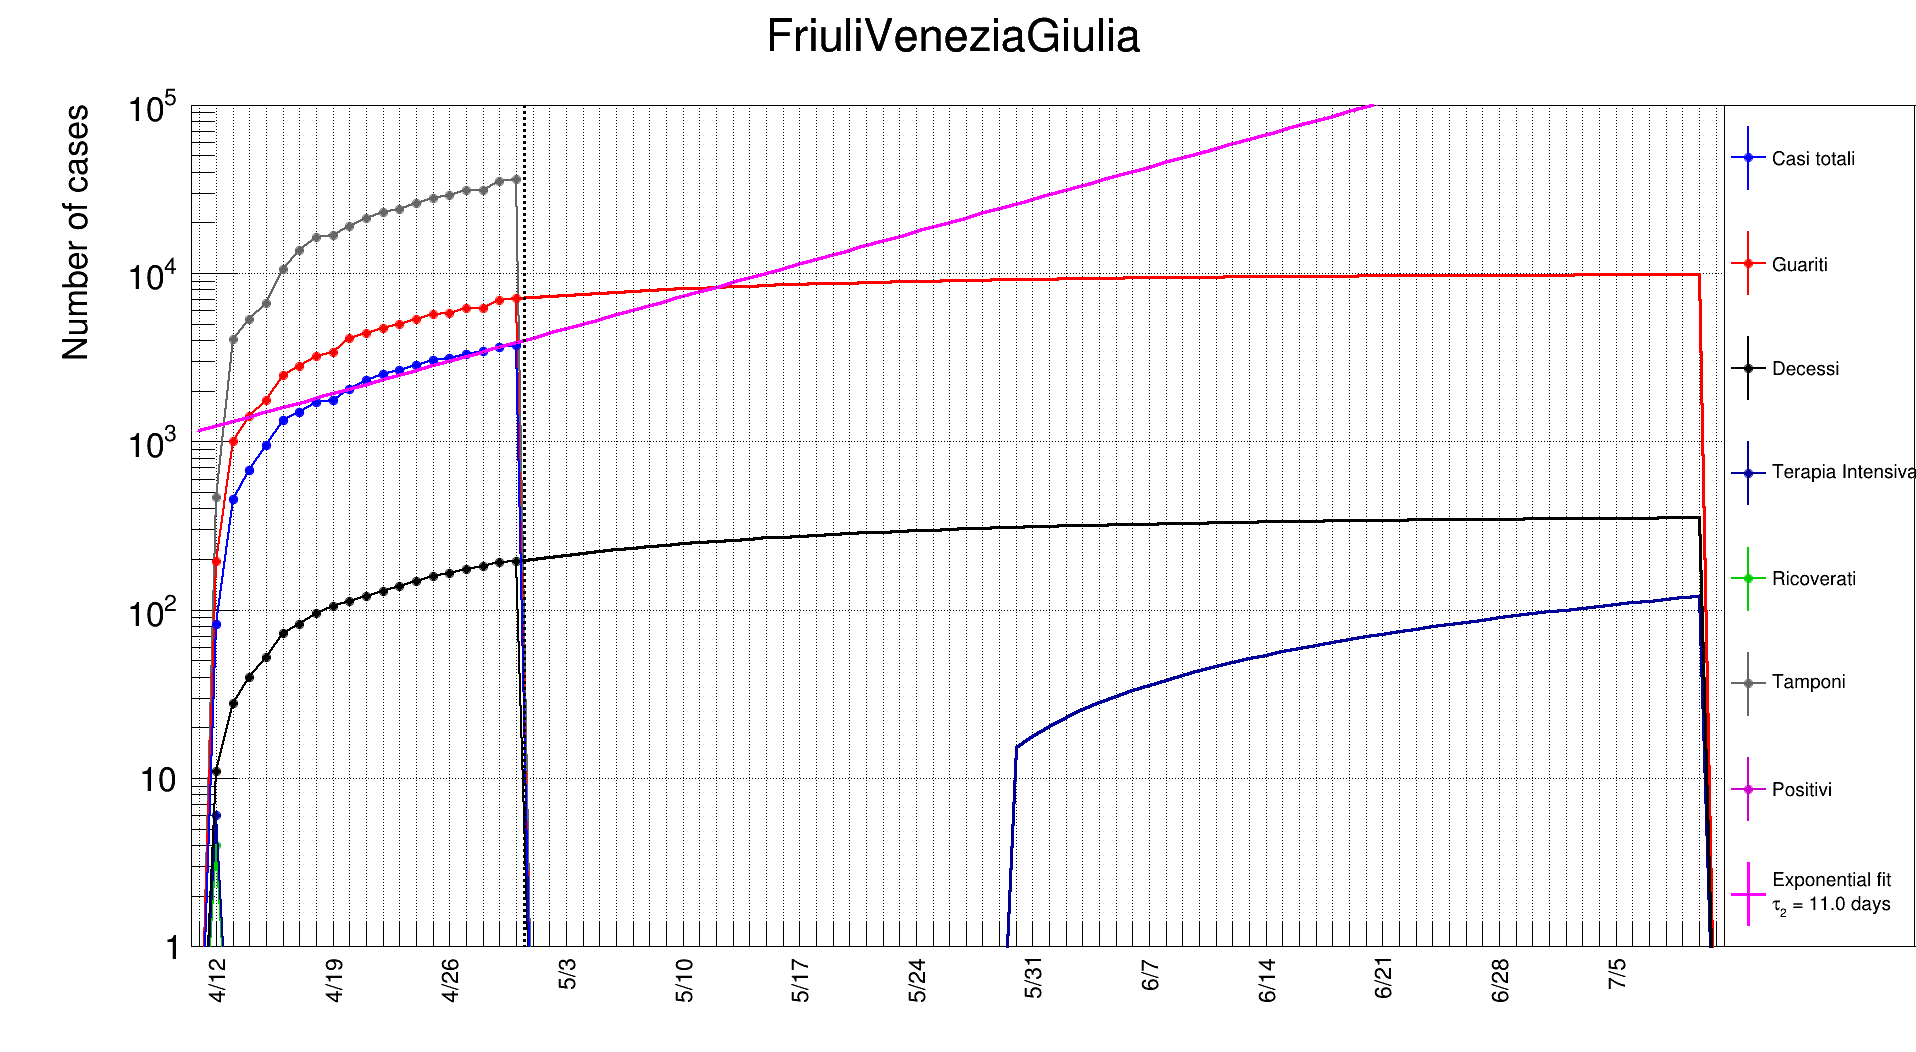 FriuliVeneziaGiulia
Number of cases
10^5
10^4
10^3
10^2
10
1
4/12
4/19
4/26
5/3
5/10
5/17
5/24
5/31
6/7
6/14
6/21
6/28
7/5
Casi totali
Guariti
Decessi
Terapia Intensiva
Ricoverati
Tamponi
Positivi
Exponential fit
τ₂ = 11.0 days